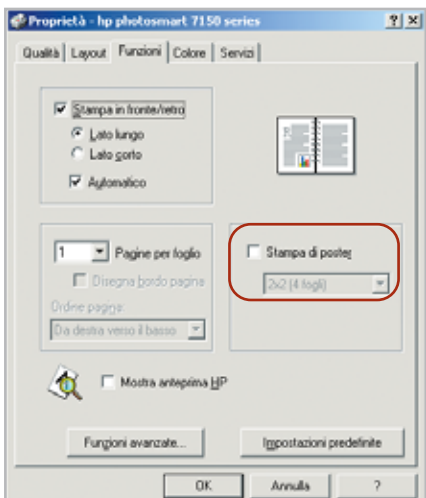 Proprietà - hp photosmart 7150 series
Qualità Layout Funzioni Colore Servizi
Stampa in fronte/retro
Lato lungo
Lato corto
Automatico
1 Pagine per foglio
Disegna bordo pagina
Ordine pagine:
Da destra verso il basso
Stampa di poster
2x2 (4 fogli)
Mostra anteprima HP
Funzioni avanzate...
Impostazioni predefinite
OK
Annulla
?